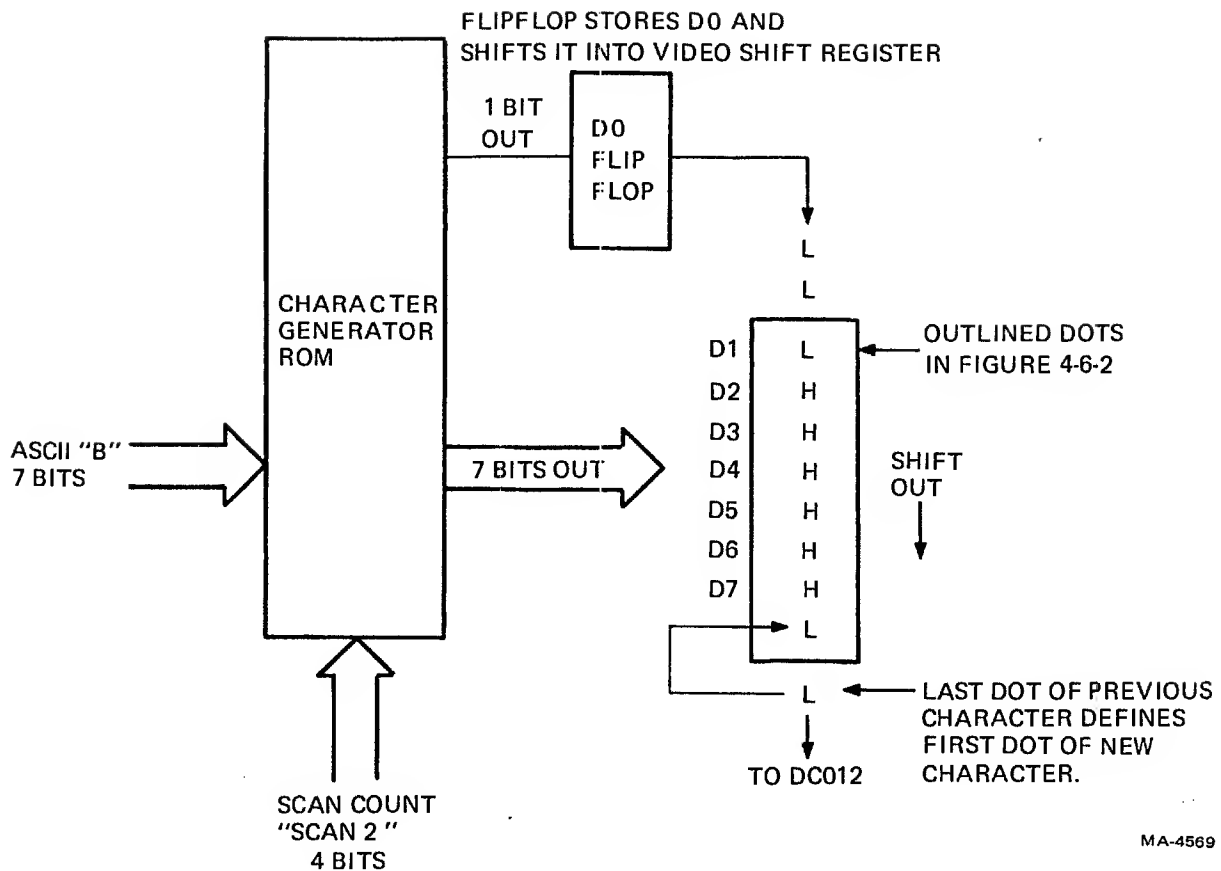 FLIPFLOP STORES D0 AND
SHIFTS IT INTO VIDEO SHIFT REGISTER
1 BIT
OUT
D0
FLIP
FLOP
L
L
CHARACTER
GENERATOR
ROM
D1 L
OUTLINED DOTS
IN FIGURE 4-6-2
D2 H
D3 H
D4 H
D5 H
D6 H
D7 H
L
ASCII "B"
7 BITS
7 BITS OUT
SHIFT
OUT
L
LAST DOT OF PREVIOUS
CHARACTER DEFINES
FIRST DOT OF NEW
CHARACTER.
TO DC012
SCAN COUNT
"SCAN 2"
4 BITS
MA-4569